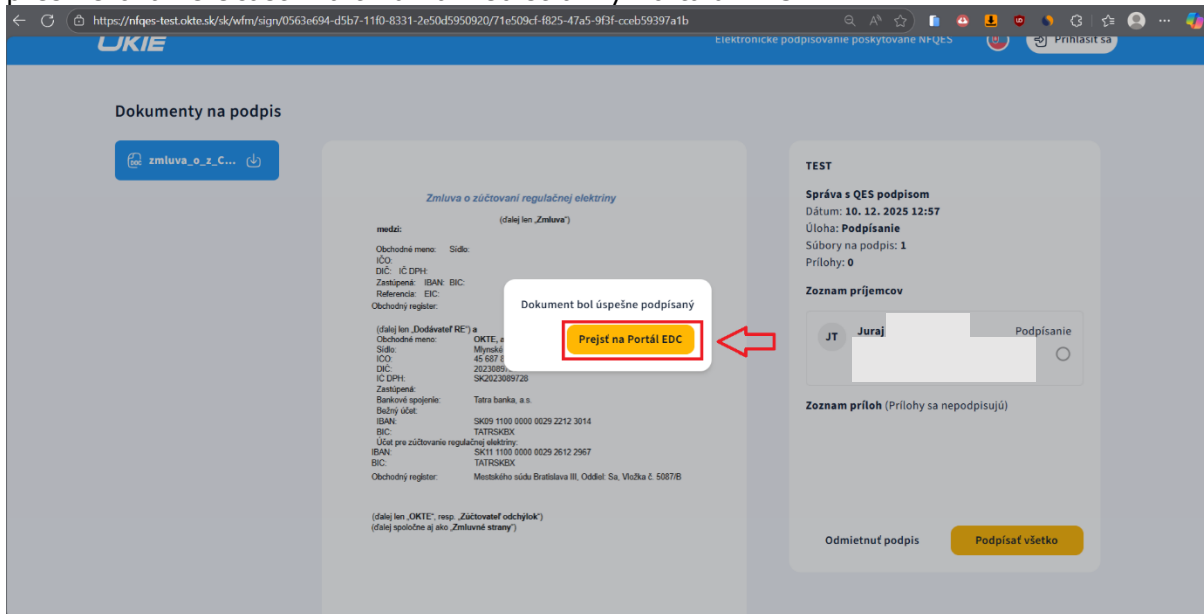 https://nfqes-test.okte.sk/sk/wfm/sign/0563e694-d5b7-11f0-8331-2e50d5950920/71e509cf-f825-47a5-9f3f-cceb59397a1b
Elektronické podpisovanie poskytované NFQES
Prihlásiť sa
Dokumenty na podpis
zmluva_o_z_C...
Zmluva o zúčtovaní regulačnej elektriny
(ďalej len „Zmluva“)
medzi:
Obchodné meno: Sídlo:
IČO:
DIČ: IČ DPH:
Zastúpená: IBAN: BIC:
Referencia: EIC:
Obchodný register:
(ďalej len „Dodávateľ RE“) a
Obchodné meno: OKTE, a
Sídlo: Mlynské
IČO: 45 687 8
DIČ:
IČ DPH: SK2023089728
Zastúpená:
Bankové spojenie: Tatra banka, a.s.
Bežný účet:
IBAN: SK09 1100 0000 0029 2212 3014
BIC: TATRSKBX
Účet pre zúčtovanie regulačnej elektriny:
IBAN: SK11 1100 0000 0029 2612 2967
BIC: TATRSKBX
Obchodný register: Mestského súdu Bratislava III, Oddiel: Sa, Vložka č. 5087/B
(ďalej len „OKTE“, resp. „Zúčtovateľ odchýlok“)
(ďalej spoločne aj ako „Zmluvné strany“)
Dokument bol úspešne podpísaný
Prejsť na Portál EDC
TEST
Správa s QES podpisom
Dátum: 10. 12. 2025 12:57
Úloha: Podpísanie
Súbory na podpis: 1
Prílohy: 0
Zoznam príjemcov
JT Juraj Podpísanie
Zoznam príloh (Prílohy sa nepodpisujú)
Odmietnuť podpis
Podpísať všetko